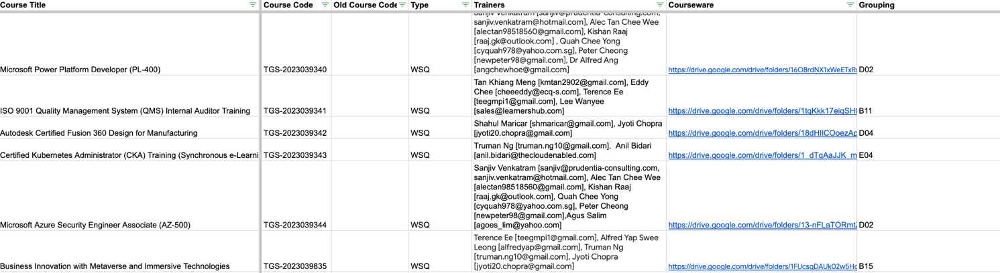 Course Title Course Code Old Course Code Type Trainers Courseware Grouping
Sanjiv Venkatram [sanjiv@prudentia-consulting.com,
sanjiv.venkatram@hotmail.com], Alec Tan Chee Wee
[alectan98518560@gmail.com], Kishan Raaj
[raaj.gk@outlook.com] , Quah Chee Yong
[cyquah978@yahoo.com.sg], Peter Cheong
[newpeter98@gmail.com], Dr Alfred Ang
Microsoft Power Platform Developer (PL-400) TGS-2023039340 WSQ [angchewhoe@gmail.com] https://drive.google.com/drive/folders/16O8rdNX1xWeETxR D02
Tan Khiang Meng [kmtan2902@gmail.com], Eddy
Chee [cheeeddy@ecq-s.com], Terence Ee
[teegmpi1@gmail.com], Lee Wanyee
ISO 9001 Quality Management System (QMS) Internal Auditor Training TGS-2023039341 WSQ [sales@learnershub.com] https://drive.google.com/drive/folders/1tqKkk17eiqSH B11
Shahul Maricar [shmaricar@gmail.com], Jyoti Chopra
Autodesk Certified Fusion 360 Design for Manufacturing TGS-2023039342 WSQ [jyoti20.chopra@gmail.com] https://drive.google.com/drive/folders/18dHIlCOoezAp D04
Truman Ng [truman.ng10@gmail.com], Anil Bidari
Certified Kubernetes Administrator (CKA) Training (Synchronous e-Learni TGS-2023039343 WSQ [anil.bidari@thecloudenabled.com] https://drive.google.com/drive/folders/1_dTqAaJJK_m E04
Sanjiv Venkatram [sanjiv@prudentia-consulting.com,
sanjiv.venkatram@hotmail.com], Alec Tan Chee Wee
[alectan98518560@gmail.com], Kishan Raaj
[raaj.gk@outlook.com], Quah Chee Yong
[cyquah978@yahoo.com.sg], Peter Cheong
[newpeter98@gmail.com],Agus Salim
Microsoft Azure Security Engineer Associate (AZ-500) TGS-2023039344 WSQ [agoes_lim@yahoo.com] https://drive.google.com/drive/folders/13-nFLaTORmt D02
Terence Ee [teegmpi1@gmail.com], Alfred Yap Swee
Leong [alfredyap@gmail.com], Truman Ng
[truman.ng10@gmail.com], Jyoti Chopra
Business Innovation with Metaverse and Immersive Technologies TGS-2023039835 WSQ [jyoti20.chopra@gmail.com] https://drive.google.com/drive/folders/1FUcsqDAUk02w5H B15